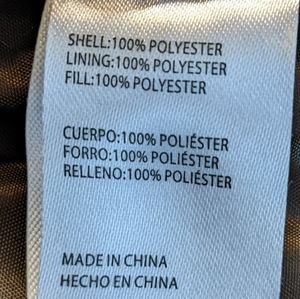 SHELL:100% POLYESTER
LINING:100% POLYESTER
FILL:100% POLYESTER
CUERPO:100% POLIÉSTER
FORRO:100% POLIÉSTER
RELLENO:100% POLIÉSTER
MADE IN CHINA
HECHO EN CHINA